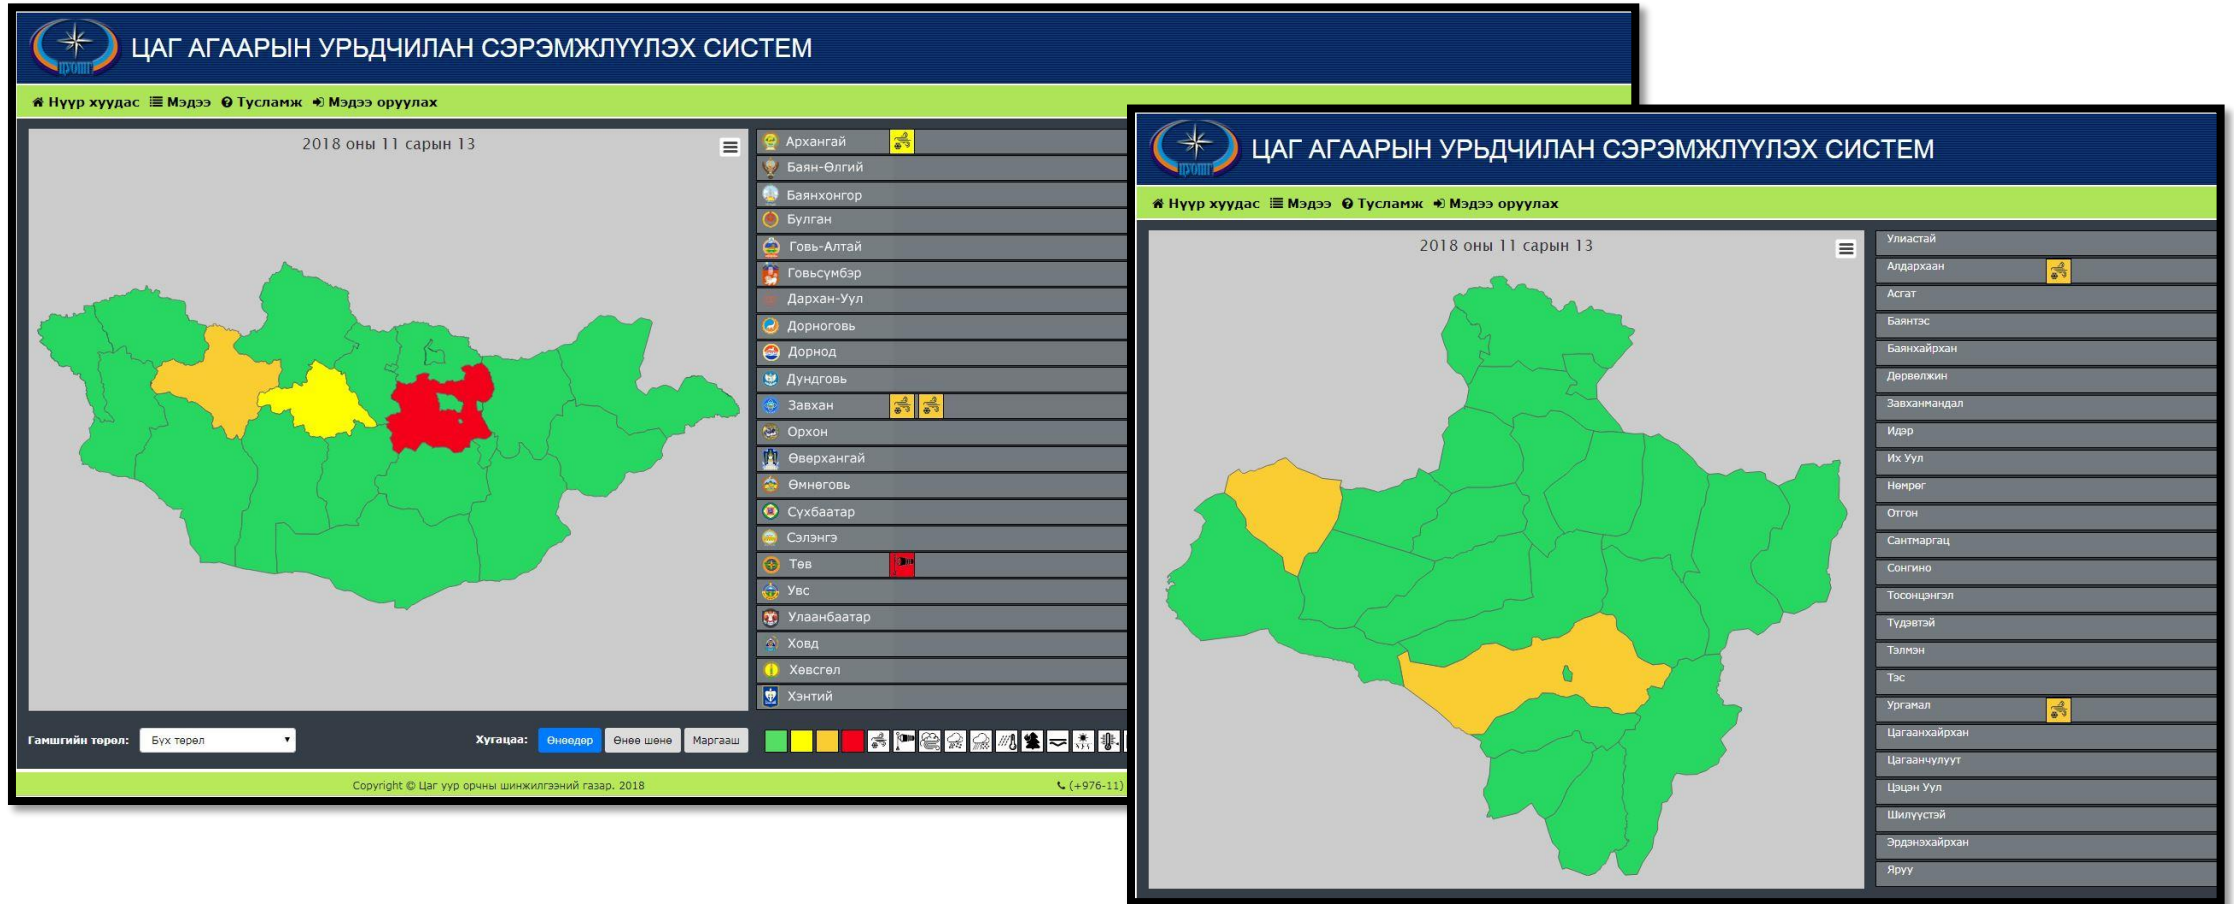 ЦУОШГ
ЦАГ АГААРЫН УРЬДЧИЛАН СЭРЭМЖЛҮҮЛЭХ СИСТЕМ
Нүүр хуудас Мэдээ Тусламж Мэдээ оруулах
2018 оны 11 сарын 13
Архангай
Баян-Өлгий
Баянхонгор
Булган
Говь-Алтай
Говьсүмбэр
Дархан-Уул
Дорноговь
Дорнод
Дундговь
Завхан
Орхон
Өвөрхангай
Өмнөговь
Сүхбаатар
Сэлэнгэ
Төв
Увс
Улаанбаатар
Ховд
Хөвсгөл
Хэнтий
Гамшгийн төрөл: Бүх төрөл Хугацаа: Өнөөдөр Өнөө шөнө Маргааш
Copyright © Цаг уур орчны шинжилгээний газар. 2018 (+976-11)
ЦУОШГ
ЦАГ АГААРЫН УРЬДЧИЛАН СЭРЭМЖЛҮҮЛЭХ СИСТЕМ
Нүүр хуудас Мэдээ Тусламж Мэдээ оруулах
2018 оны 11 сарын 13
Улиастай
Алдархаан
Асгат
Баянтэс
Баянхайрхан
Дөрвөлжин
Завханмандал
Идэр
Их Уул
Нөмрөг
Отгон
Сантмаргац
Сонгино
Тосонцэнгэл
Түдэвтэй
Тэлмэн
Тэс
Ургамал
Цагаанхайрхан
Цагаанчулуут
Цэцэн Уул
Шилүүстэй
Эрдэнэхайрхан
Яруу